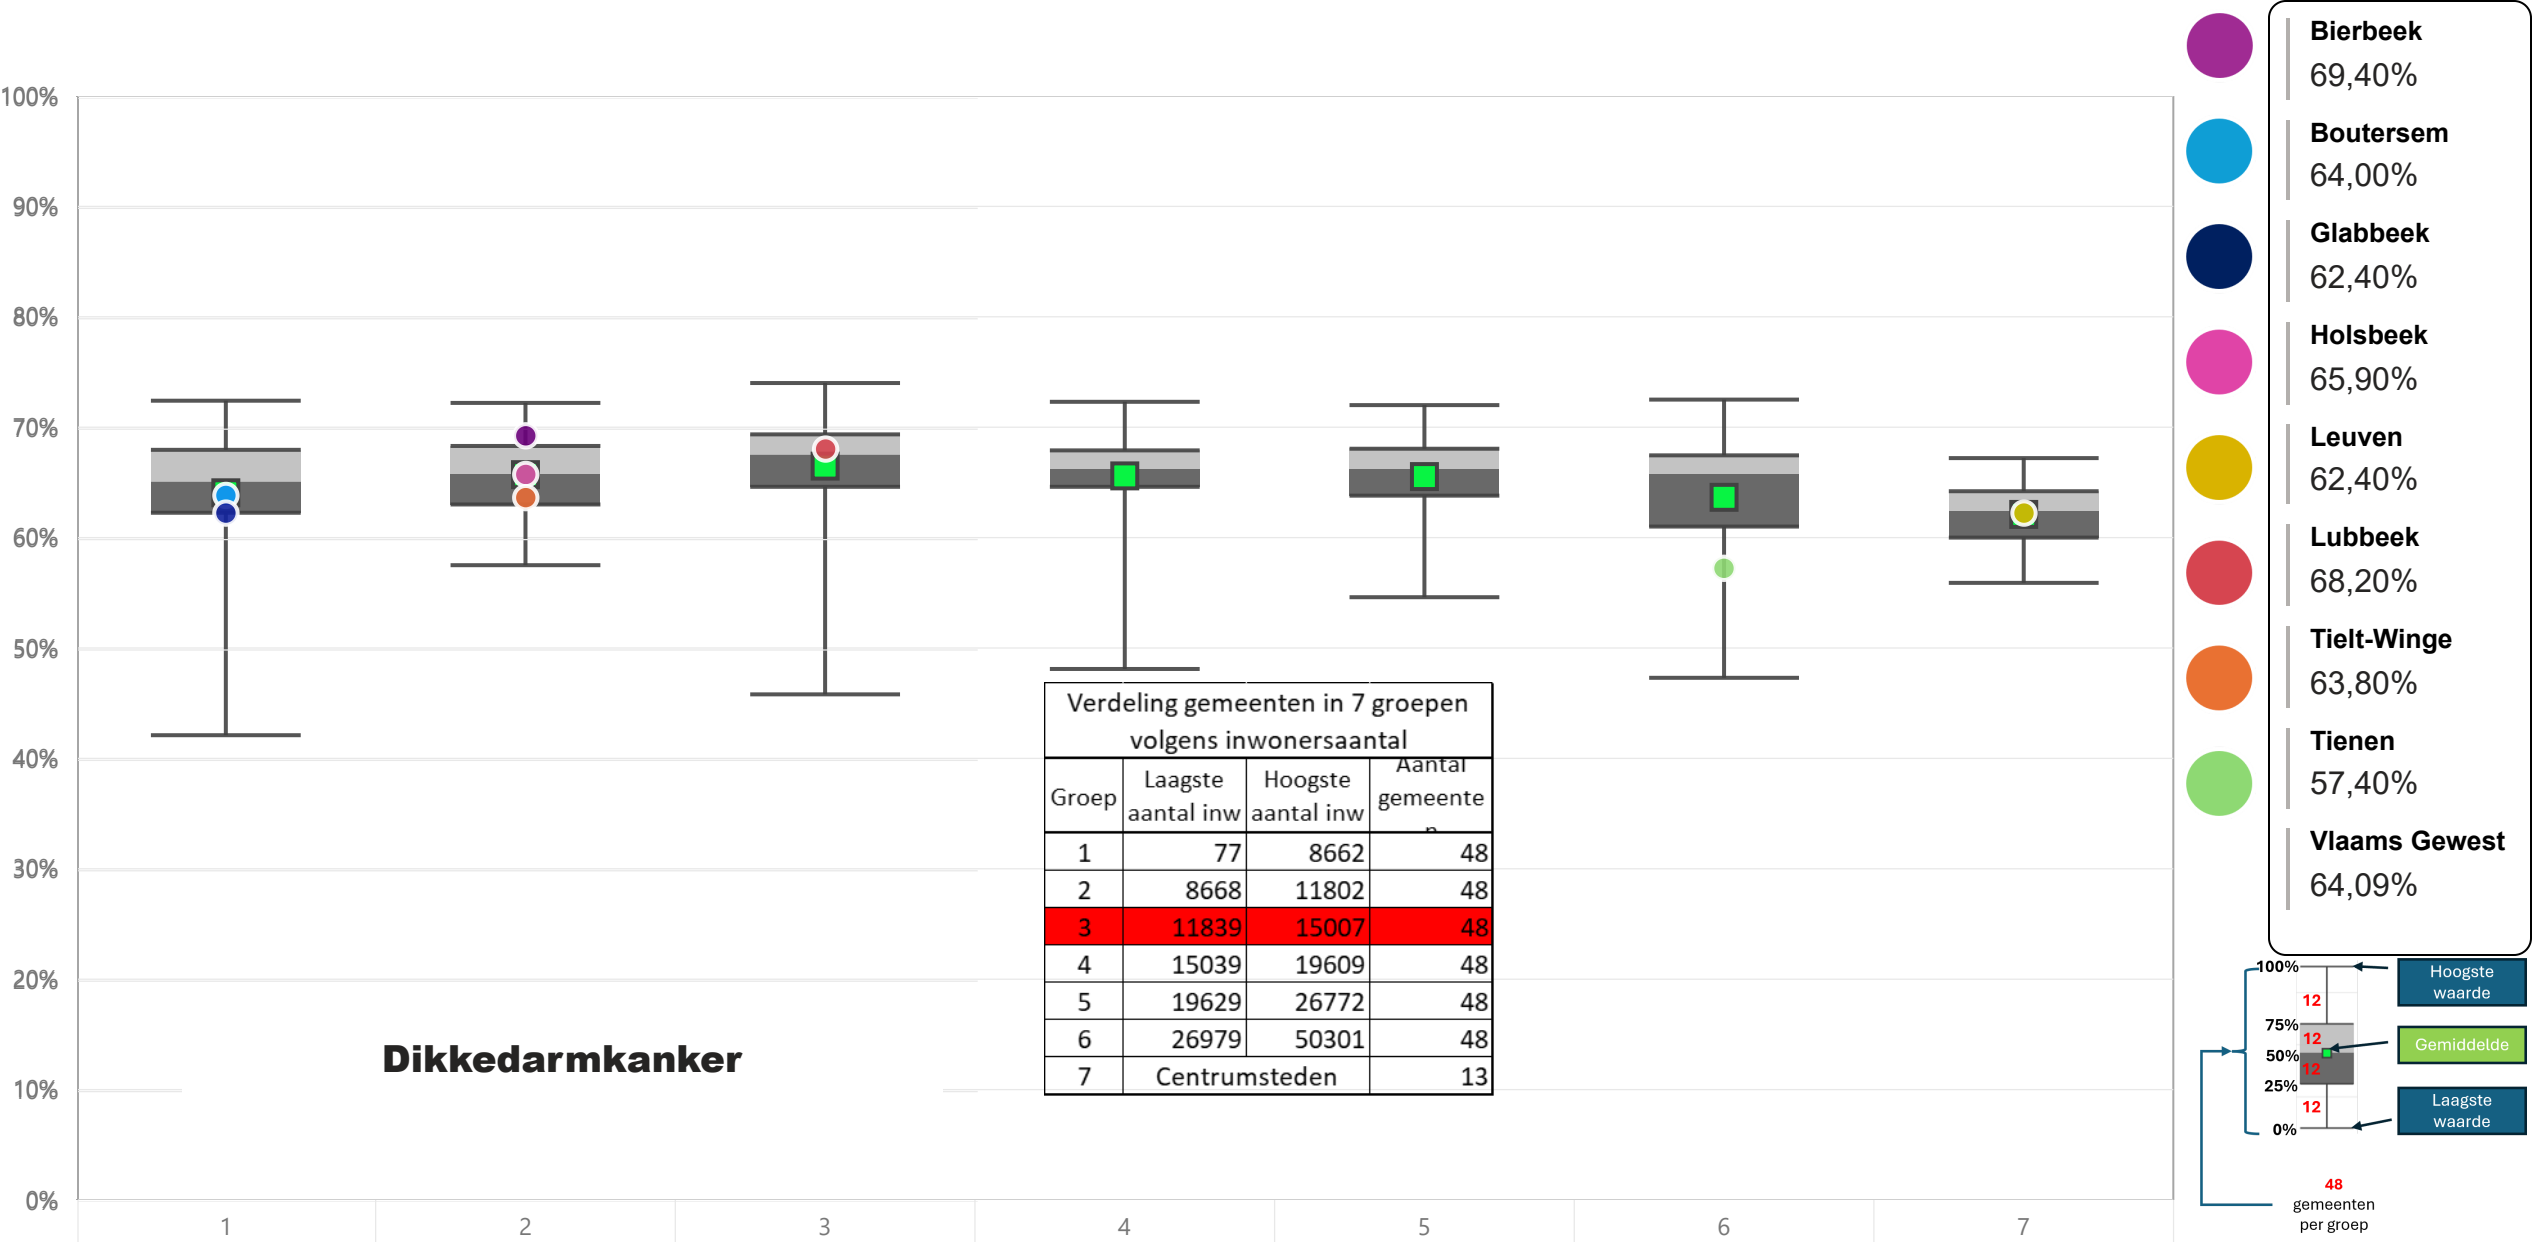 100%
90%
80%
70%
60%
50%
40%
30%
20%
10%
0%
1 2 3 4 5 6 7
Dikkedarmkanker
Verdeling gemeenten in 7 groepen
volgens inwonersaantal
Groep Laagste aantal inw Hoogste aantal inw Aantal gemeenten
1 77 8662 48
2 8668 11802 48
3 11839 15007 48
4 15039 19609 48
5 19629 26772 48
6 26979 50301 48
7 Centrumsteden 13
Bierbeek
69,40%
Boutersem
64,00%
Glabbeek
62,40%
Holsbeek
65,90%
Leuven
62,40%
Lubbeek
68,20%
Tielt-Winge
63,80%
Tienen
57,40%
Vlaams Gewest
64,09%
100%
12
75%
12
50%
12
25%
12
0%
Hoogste
waarde
Gemiddelde
Laagste
waarde
48
gemeenten
per groep